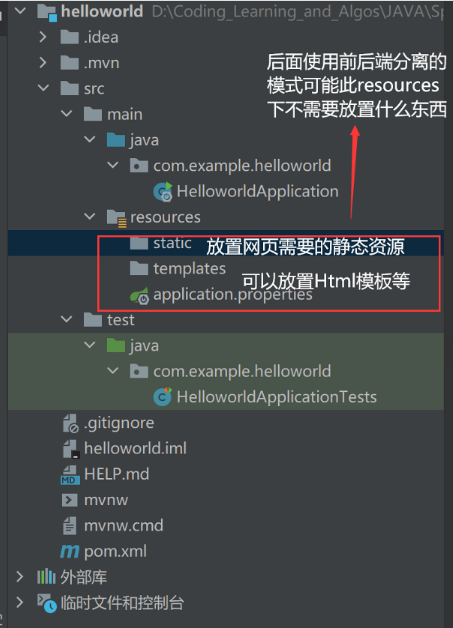 helloworld D:\Coding_Learning_and_Algos\JAVA\Sp
.idea
后面使用前后端分离的
.mvn
模式可能此resources
src
下不需要放置什么东西
main
java
com.example.helloworld
HelloworldApplication
resources
static 放置网页需要的静态资源
templates 可以放置Html模板等
application.properties
test
java
com.example.helloworld
HelloworldApplicationTests
.gitignore
helloworld.iml
MD HELP.md
mvnw
mvnw.cmd
m pom.xml
外部库
临时文件和控制台